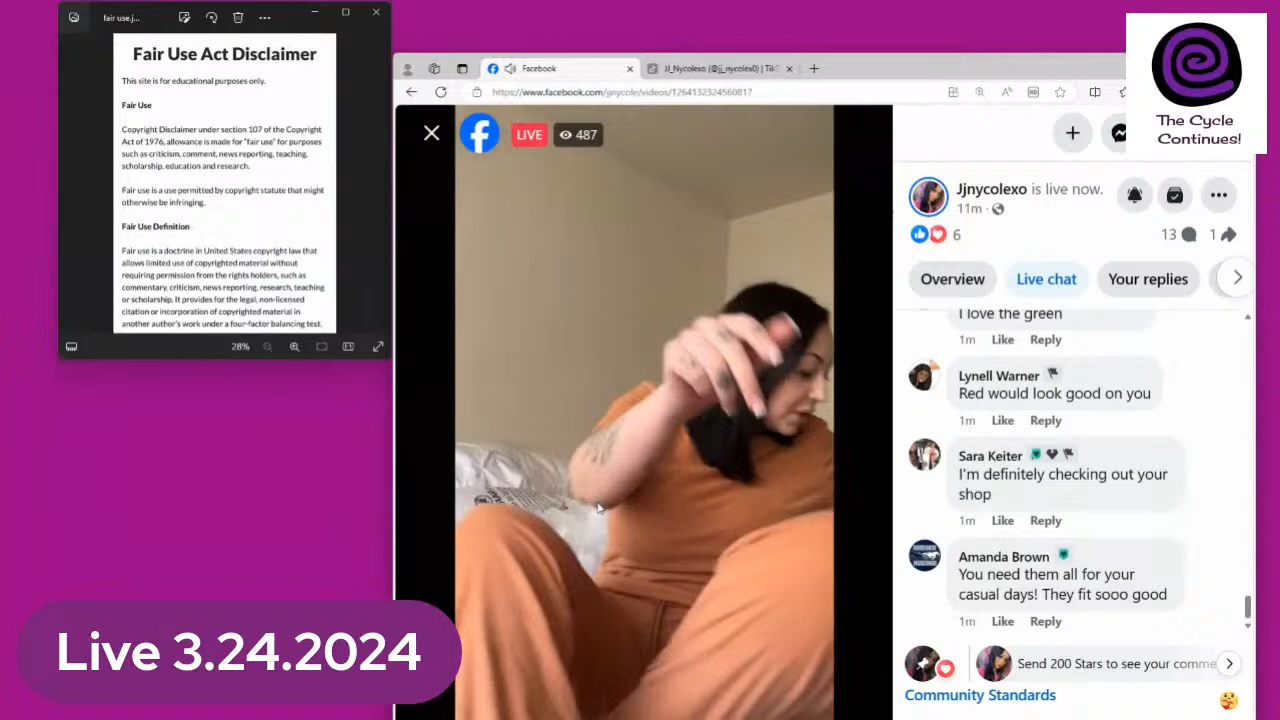 fair use.j...
Fair Use Act Disclaimer
This site is for educational purposes only.
Fair Use
Copyright Disclaimer under section 107 of the Copyright
Act of 1976, allowance is made for "fair use" for purposes
such as criticism, comment, news reporting, teaching,
scholarship, education and research.
Fair use is a use permitted by copyright statute that might
otherwise be infringing.
Fair Use Definition
Fair use is a doctrine in United States copyright law that
allows limited use of copyrighted material without
requiring permission from the rights holders, such as
commentary, criticism, news reporting, research, teaching
or scholarship. It provides for the legal, non-licensed
citation or incorporation of copyrighted material in
another author's work under a four-factor balancing test.
28%
Facebook
JJ_Nycolexo (@jj_nycolex0) | TikT
https://www.facebook.com/jjnycole/videos/1264132324560817
The Cycle
Continues!
LIVE
487
Jjnycolexo is live now.
11m
6
13
1
Overview
Live chat
Your replies
I love the green
1m Like Reply
Lynell Warner
Red would look good on you
1m Like Reply
Sara Keiter
I'm definitely checking out your
shop
1m Like Reply
Amanda Brown
You need them all for your
casual days! They fit sooo good
1m Like Reply
Send 200 Stars to see your comme
Community Standards
Live 3.24.2024